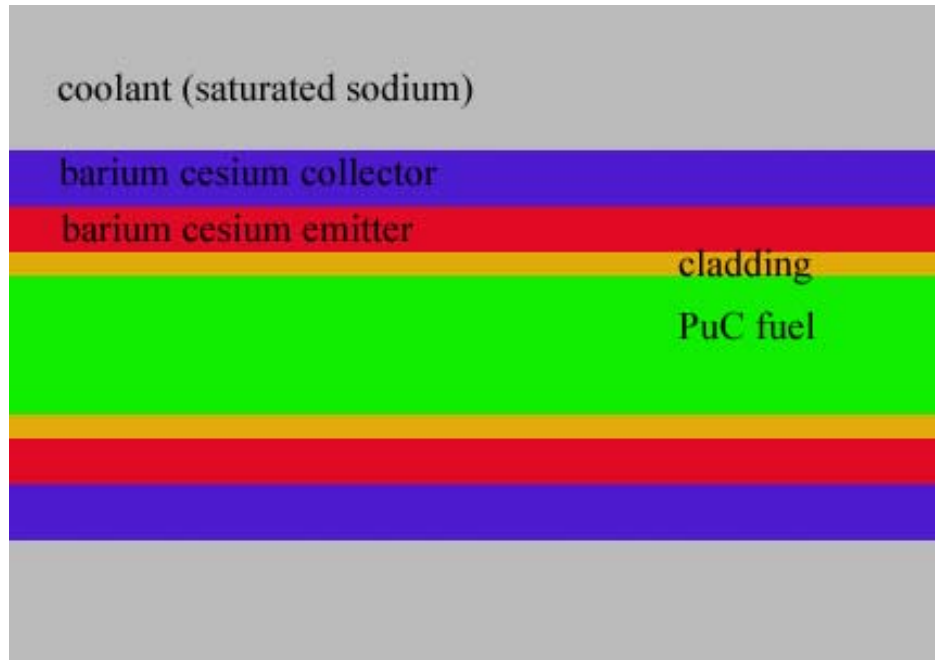 coolant (saturated sodium)
barium cesium collector
barium cesium emitter
cladding
PuC fuel